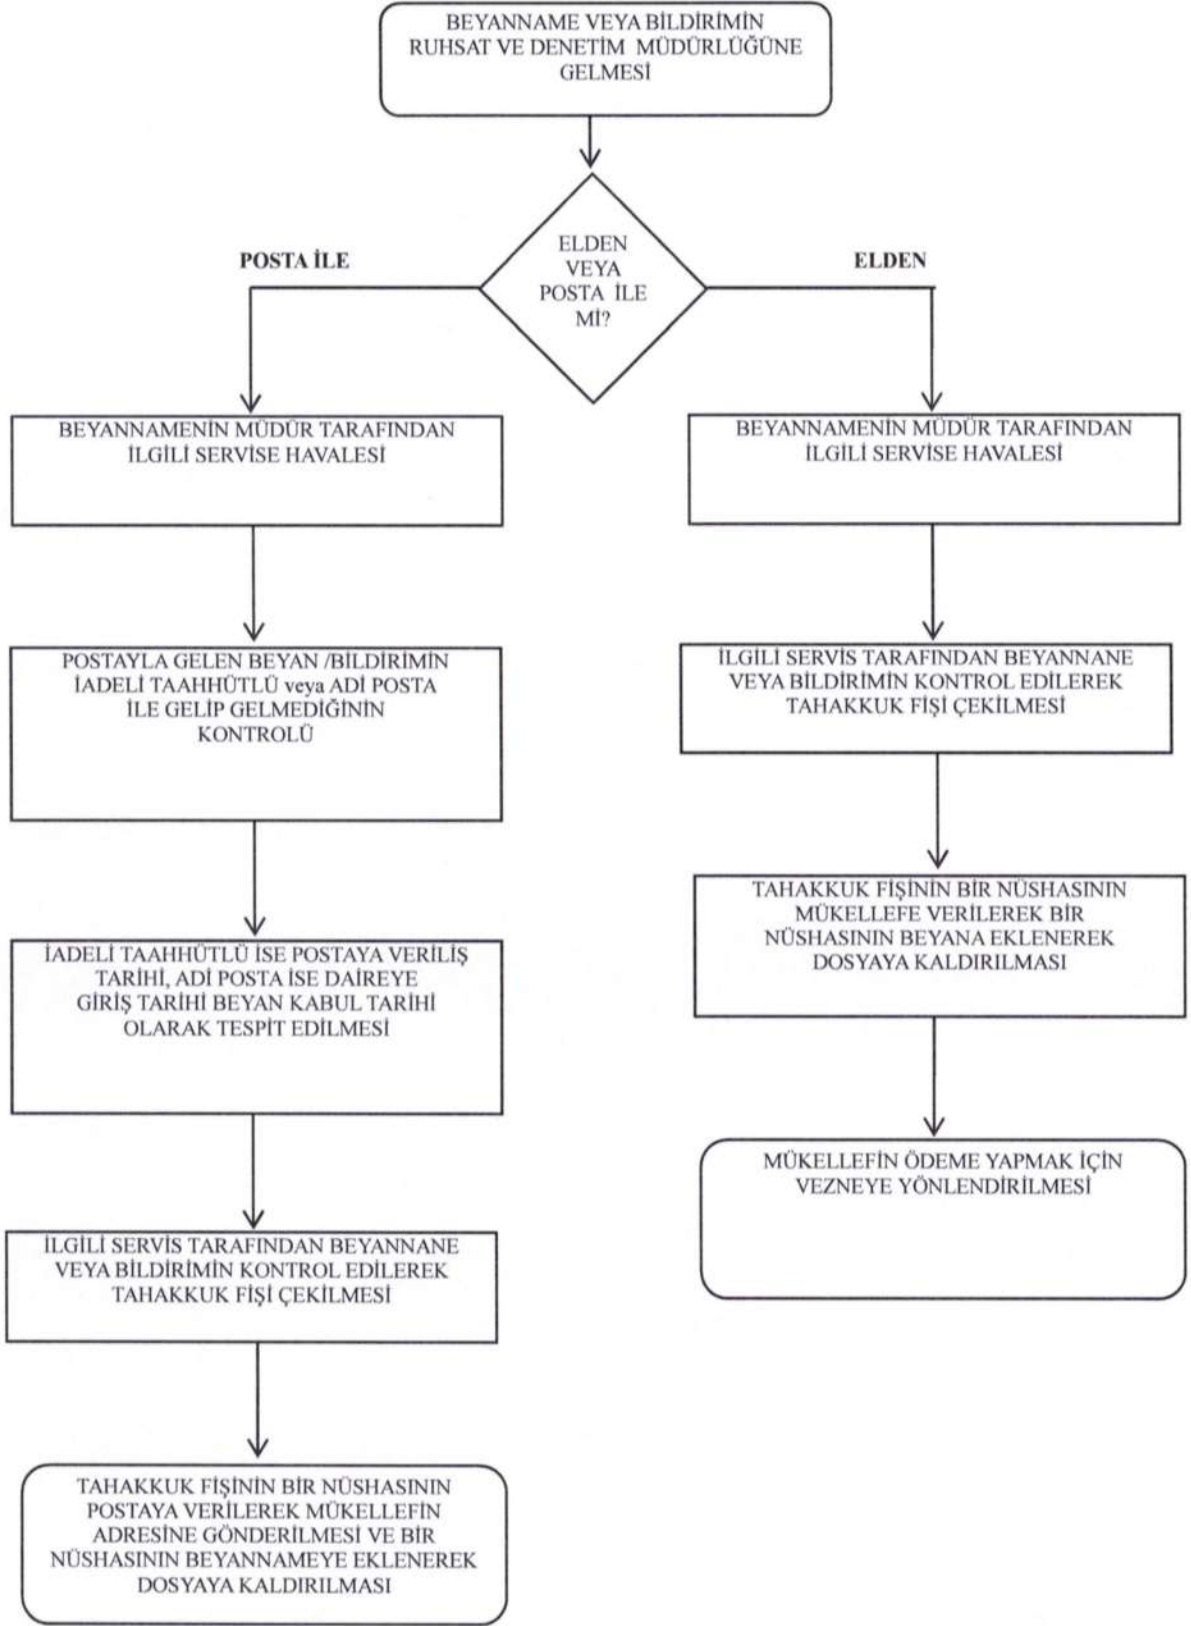 BEYANNAME VEYA BİLDİRİMİN
RUHSAT VE DENETİM MÜDÜRLÜĞÜNE
GELMESİ
ELDEN
VEYA
POSTA İLE
Mİ?
POSTA İLE
ELDEN
BEYANNAMENİN MÜDÜR TARAFINDAN
İLGİLİ SERVİSE HAVALESİ
POSTAYLA GELEN BEYAN /BİLDİRİMİN
İADELİ TAAHHÜTLÜ veya ADİ POSTA
İLE GELIP GELMEDİĞİNİN
KONTROLÜ
İADELİ TAAHHÜTLÜ İSE POSTAYA VERİLİŞ
TARİHİ, ADİ POSTA İSE DAİREYE
GİRİŞ TARİHİ BEYAN KABUL TARİHİ
OLARAK TESPİT EDİLMESİ
İLGİLİ SERVİS TARAFINDAN BEYANNANE
VEYA BİLDİRİMİN KONTROL EDİLEREK
TAHAKKUK FİŞİ ÇEKİLMESİ
TAHAKKUK FİŞİNİN BİR NÜSHASININ
POSTAYA VERİLEREK MÜKELLEFİN
ADRESİNE GÖNDERİLMESİ VE BİR
NÜSHASININ BEYANNAMEYE EKLENEREK
DOSYAYA KALDIRILMASI
BEYANNAMENİN MÜDÜR TARAFINDAN
İLGİLİ SERVİSE HAVALESİ
İLGİLİ SERVİS TARAFINDAN BEYANNANE
VEYA BİLDİRİMİN KONTROL EDİLEREK
TAHAKKUK FİŞİ ÇEKİLMESİ
TAHAKKUK FİŞİNİN BİR NÜSHASININ
MÜKELLEFE VERİLEREK BİR
NÜSHASININ BEYANA EKLENEREK
DOSYAYA KALDIRILMASI
MÜKELLEFİN ÖDEME YAPMAK İÇİN
VEZNEYE YÖNLENDİRİLMESİ